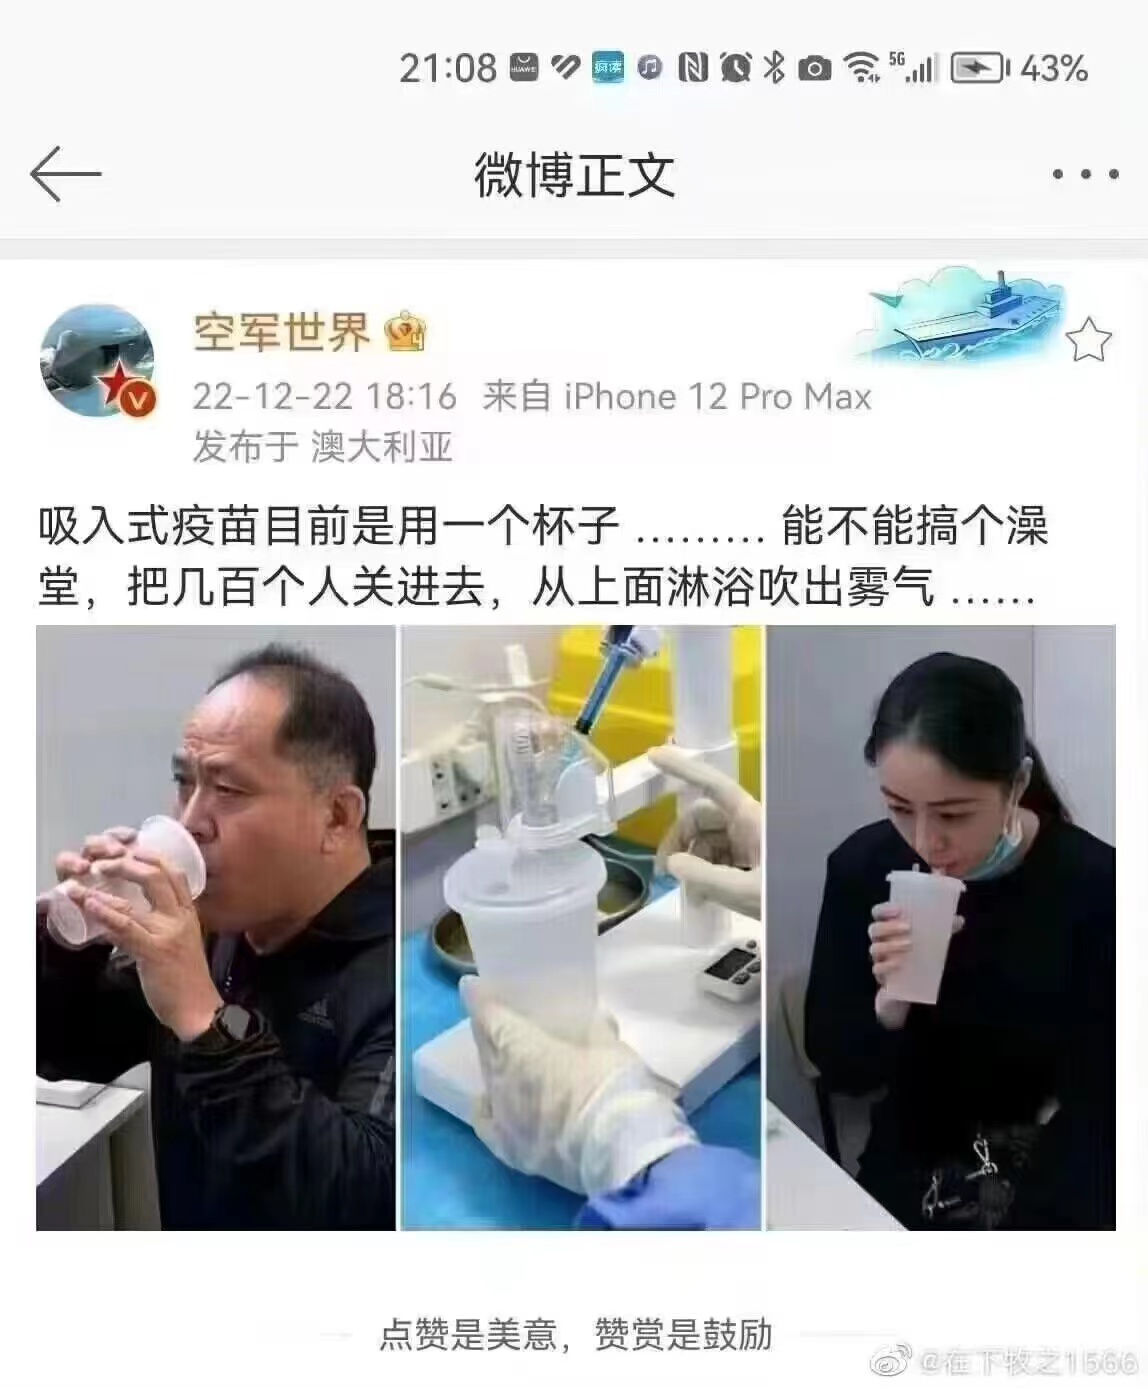 21:08 HUAWEI 疯读 5G 43%
微博正文
空军世界
22-12-22 18:16 来自 iPhone 12 Pro Max
发布于 澳大利亚
吸入式疫苗目前是用一个杯子 ……… 能不能搞个澡
堂，把几百个人关进去，从上面淋浴吹出雾气 ……
点赞是美意，赞赏是鼓励
@在下牧之1566